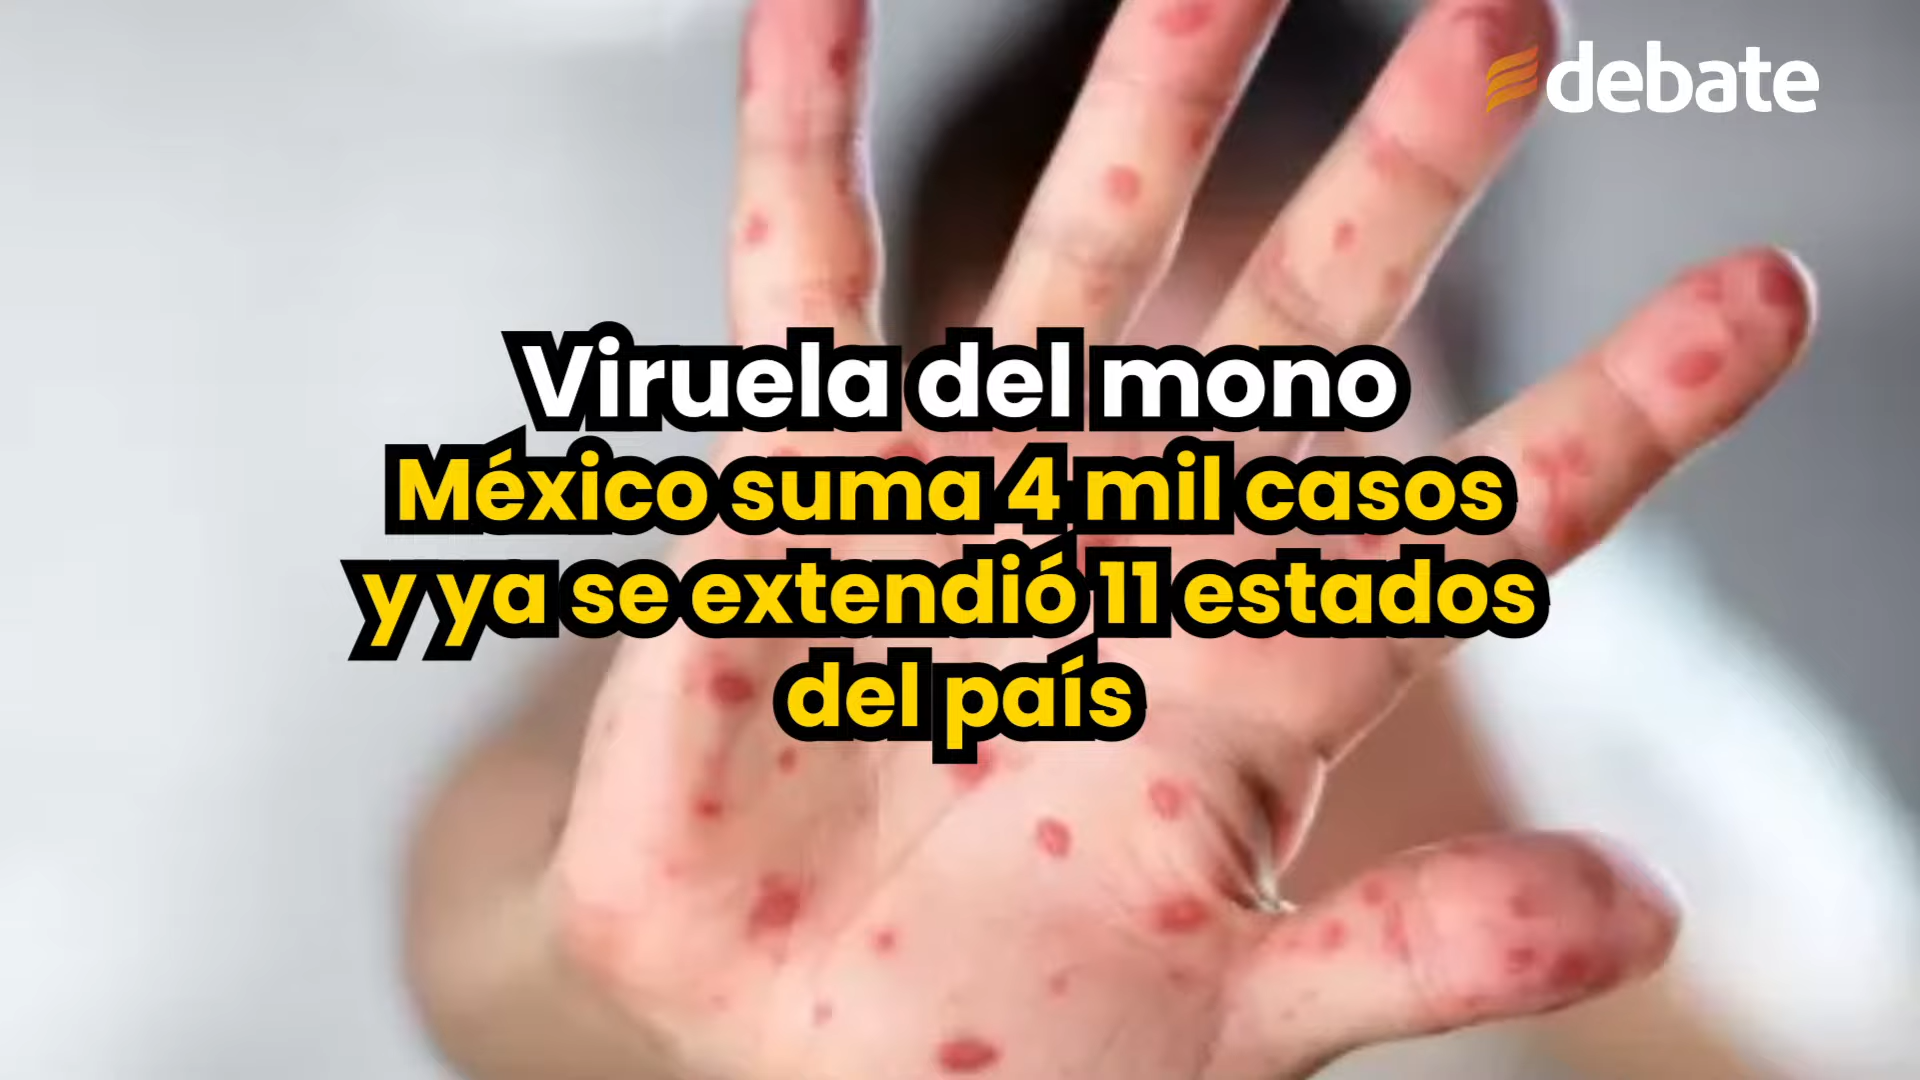 debate
Viruela del mono
México suma 4 mil casos
y ya se extendió 11 estados
del país